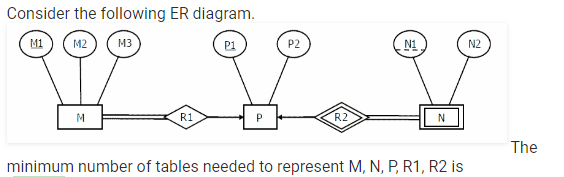 Consider the following ER diagram.
M1 M2 M3 P1 P2 N1 N2
M R1 P R2 N
The
minimum number of tables needed to represent M, N, P, R1, R2 is